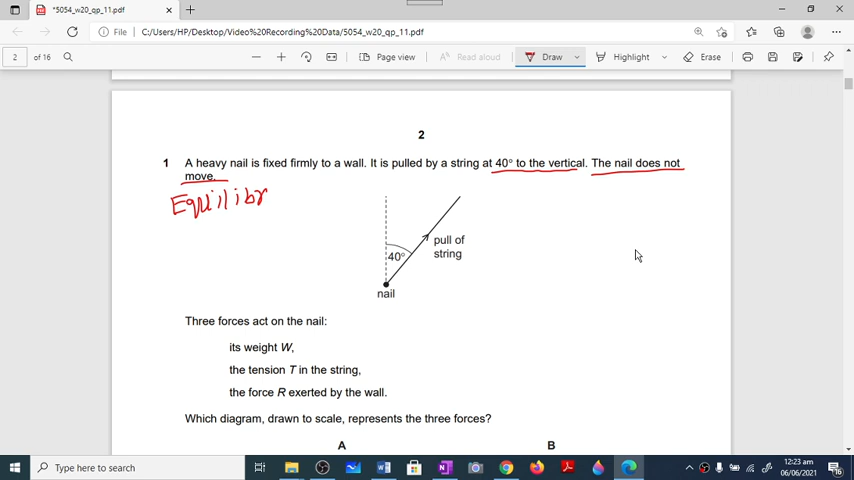 *5054_w20_qp_11.pdf
File
C:/Users/HP/Desktop/Video%20Recording%20Data/5054_w20_qp_11.pdf
2 of 16
Page view
Read aloud
Draw
Highlight
Erase
2
1 A heavy nail is fixed firmly to a wall. It is pulled by a string at 40° to the vertical. The nail does not
move.
Equilibr
pull of
string
40°
nail
Three forces act on the nail:
its weight W,
the tension T in the string,
the force R exerted by the wall.
Which diagram, drawn to scale, represents the three forces?
A B
Type here to search
12:23 am
06/06/2021
16